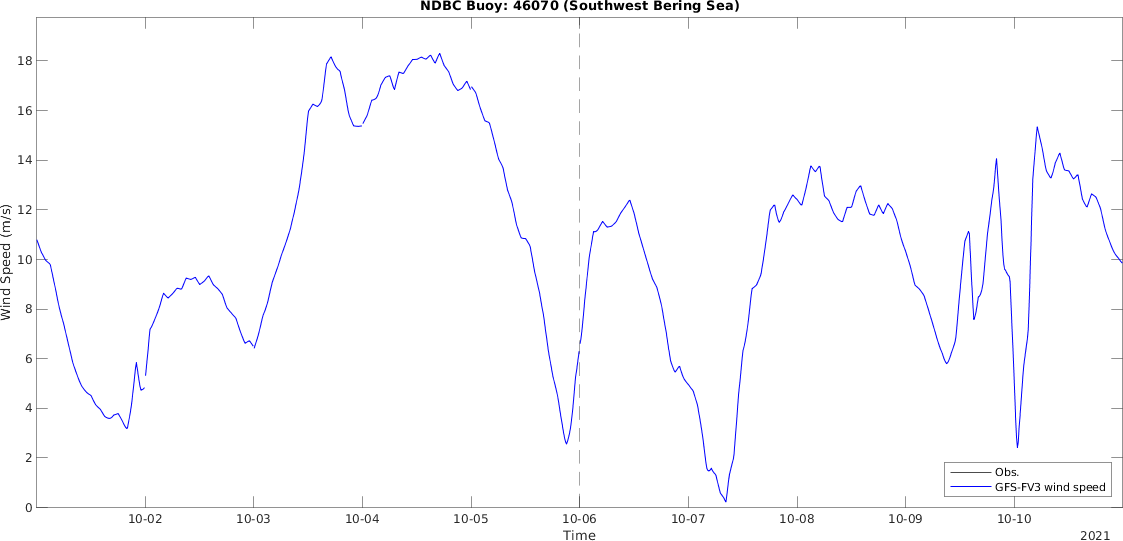 NDBC Buoy: 46070 (Southwest Bering Sea)
Wind Speed (m/s)
18
16
14
12
10
8
6
4
2
0
10-02 10-03 10-04 10-05 10-06 10-07 10-08 10-09 10-10
Time
2021
Obs.
GFS-FV3 wind speed